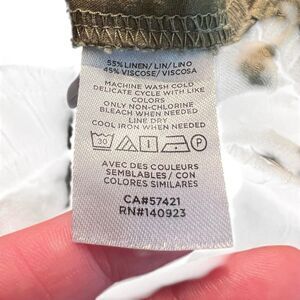 55% LINEN/ LIN/ LINO
45% VISCOSE/ VISCOSA
MACHINE WASH COLD
DELICATE CYCLE WITH LIKE
COLORS
ONLY NON-CHLORINE
BLEACH WHEN NEEDED
LINE DRY
COOL IRON WHEN NEEDED
30
AVEC DES COULEURS
SEMBLABLES / CON
COLORES SIMILARES
CA#57421
RN#140923